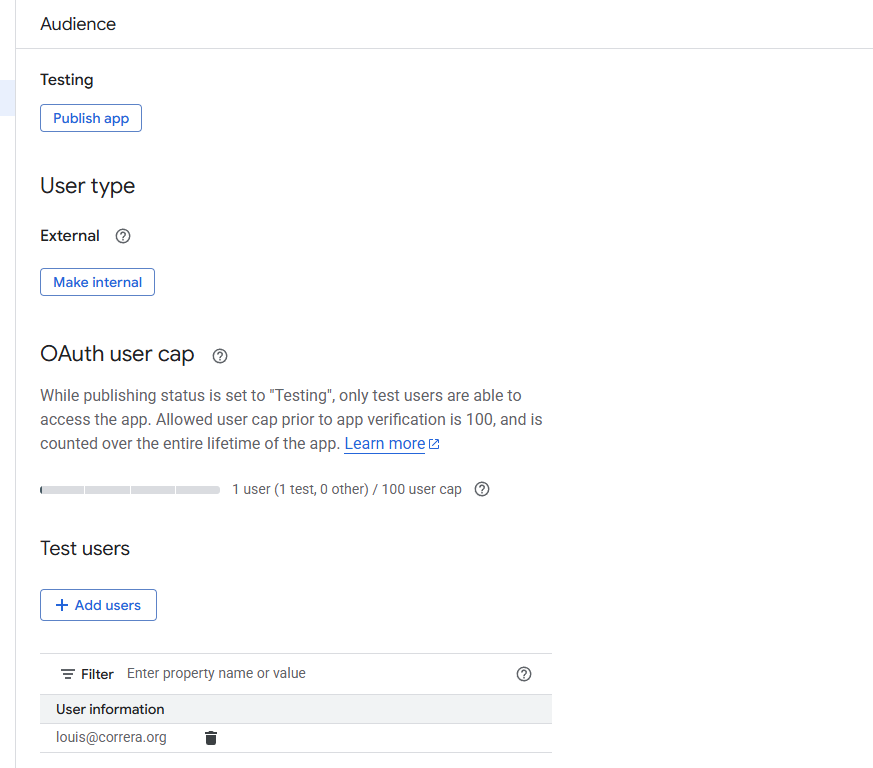 Audience
Testing
Publish app
User type
External
Make internal
OAuth user cap
While publishing status is set to "Testing", only test users are able to
access the app. Allowed user cap prior to app verification is 100, and is
counted over the entire lifetime of the app. Learn more
1 user (1 test, 0 other) / 100 user cap
Test users
+ Add users
Filter Enter property name or value
User information
louis@correra.org